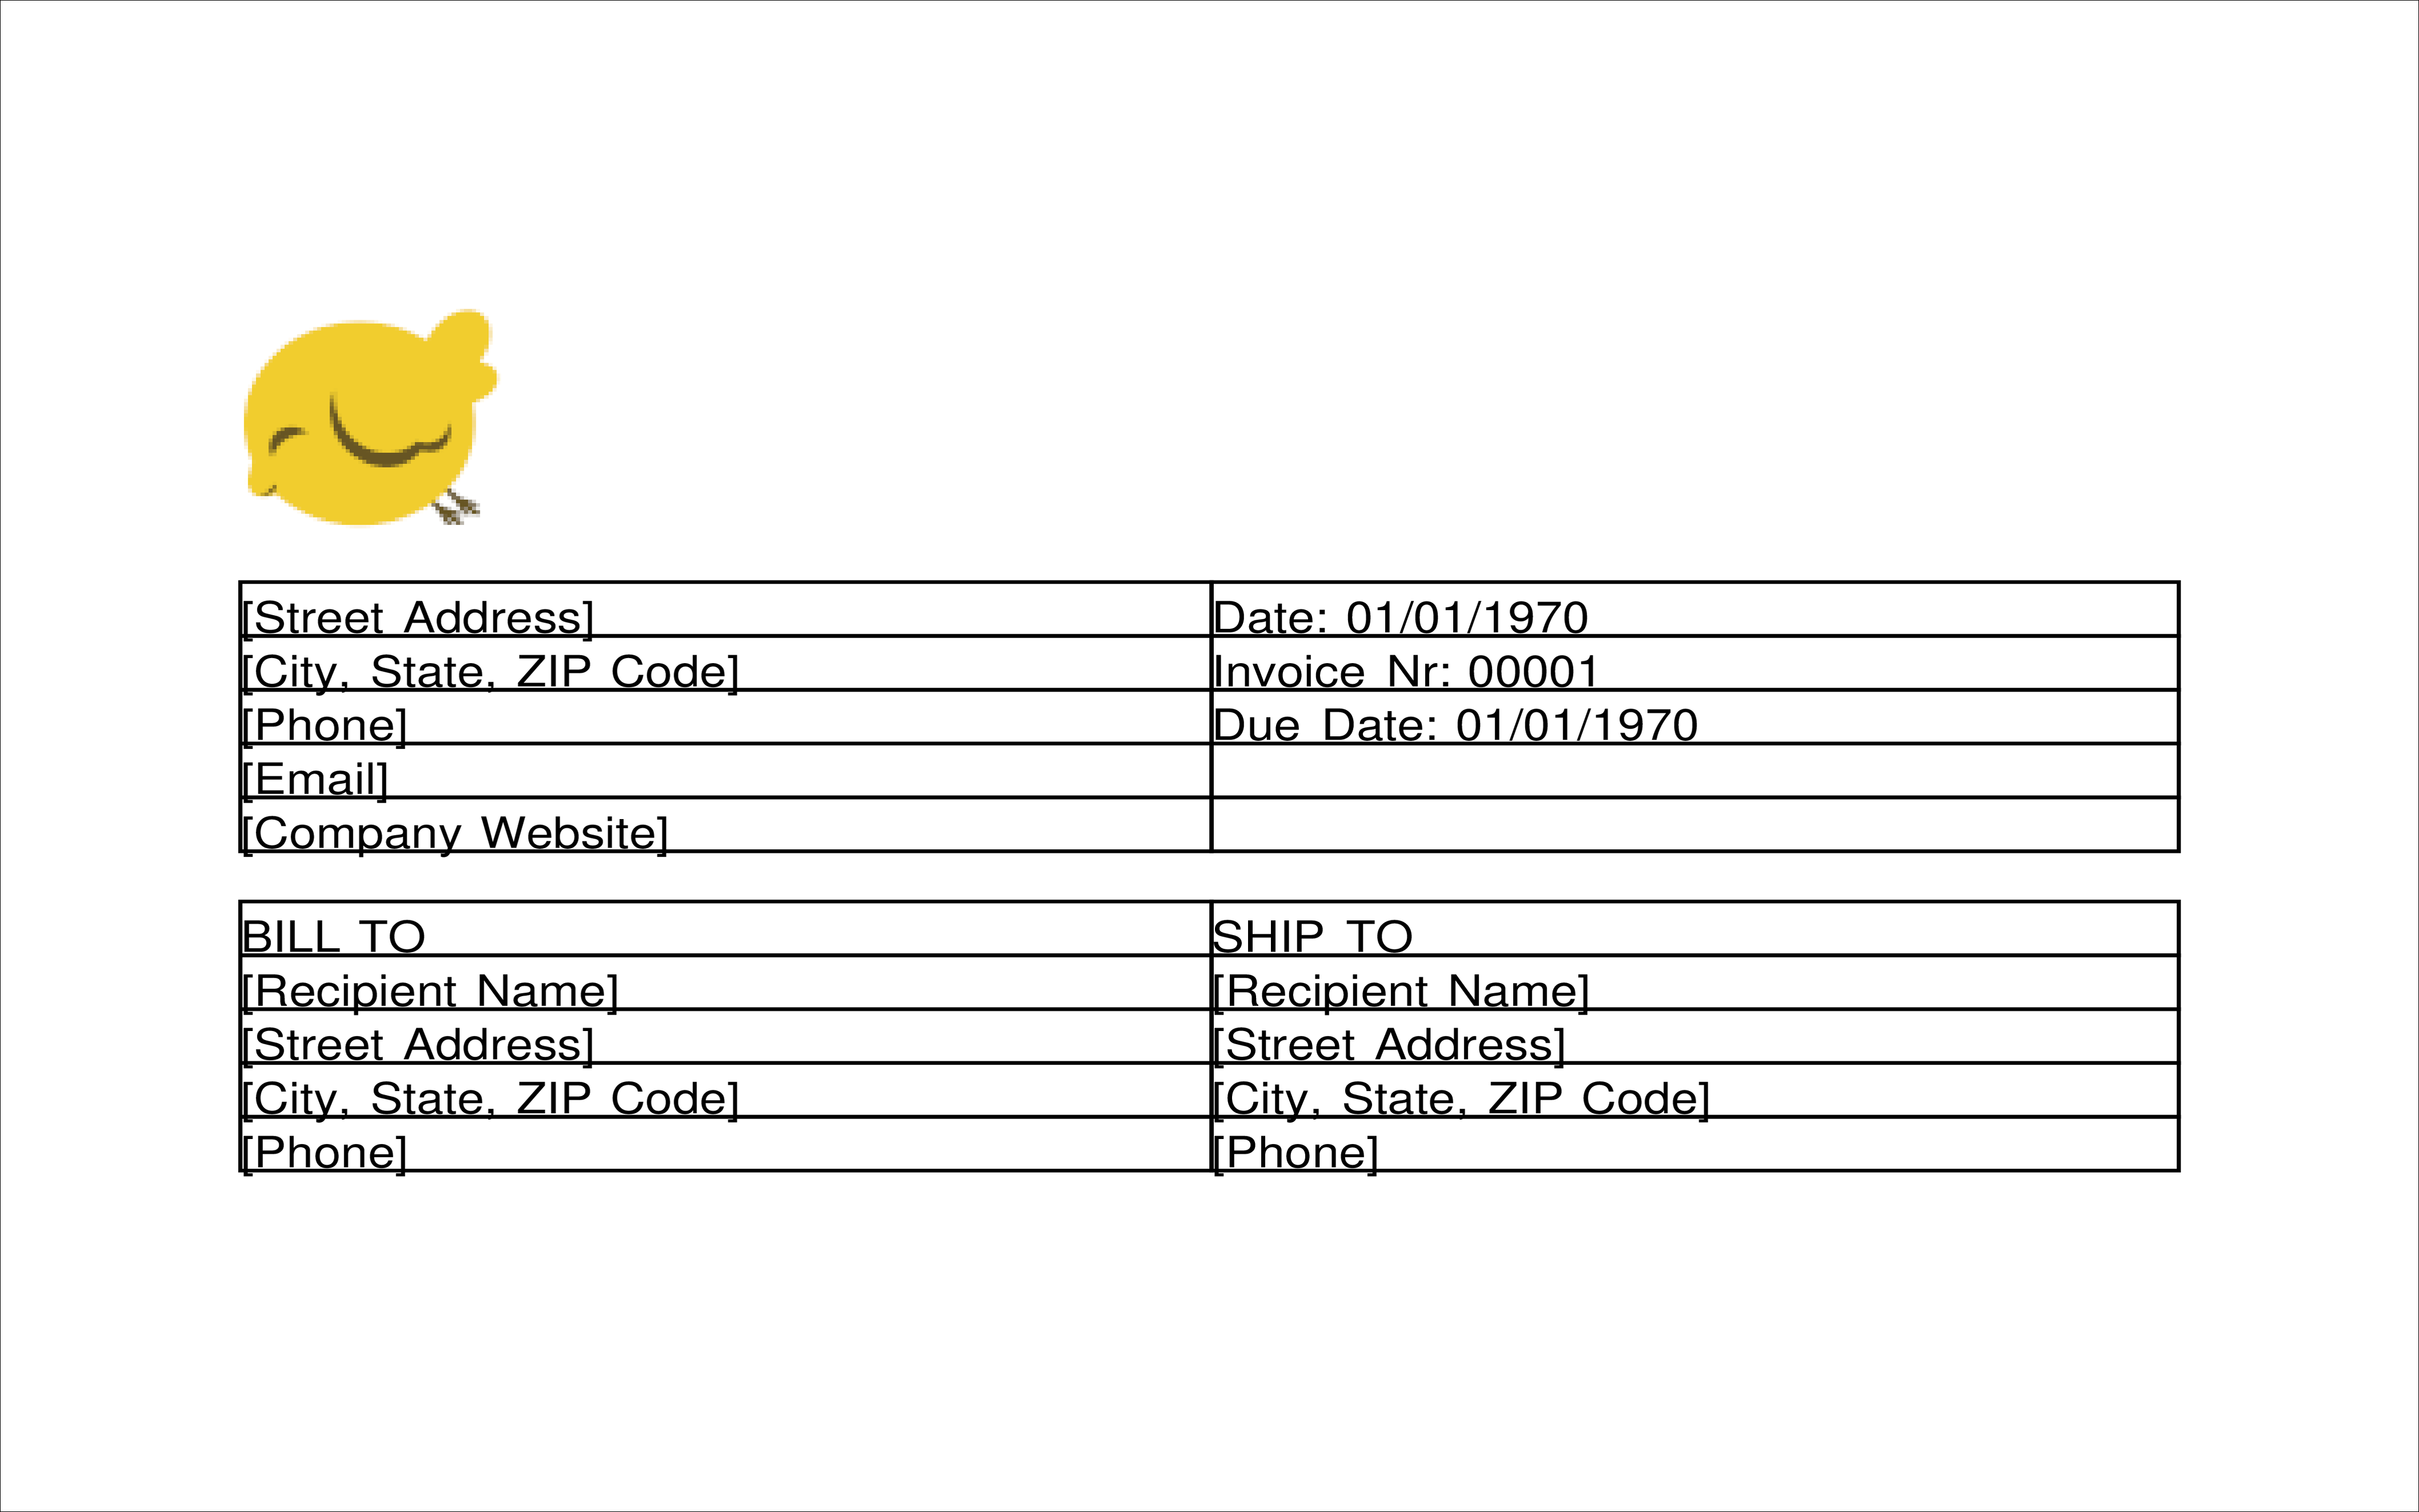 [Street Address] Date: 01/01/1970
[City, State, ZIP Code] Invoice Nr: 00001
[Phone] Due Date: 01/01/1970
[Email]
[Company Website]
BILL TO SHIP TO
[Recipient Name] [Recipient Name]
[Street Address] [Street Address]
[City, State, ZIP Code] [City, State, ZIP Code]
[Phone] [Phone]